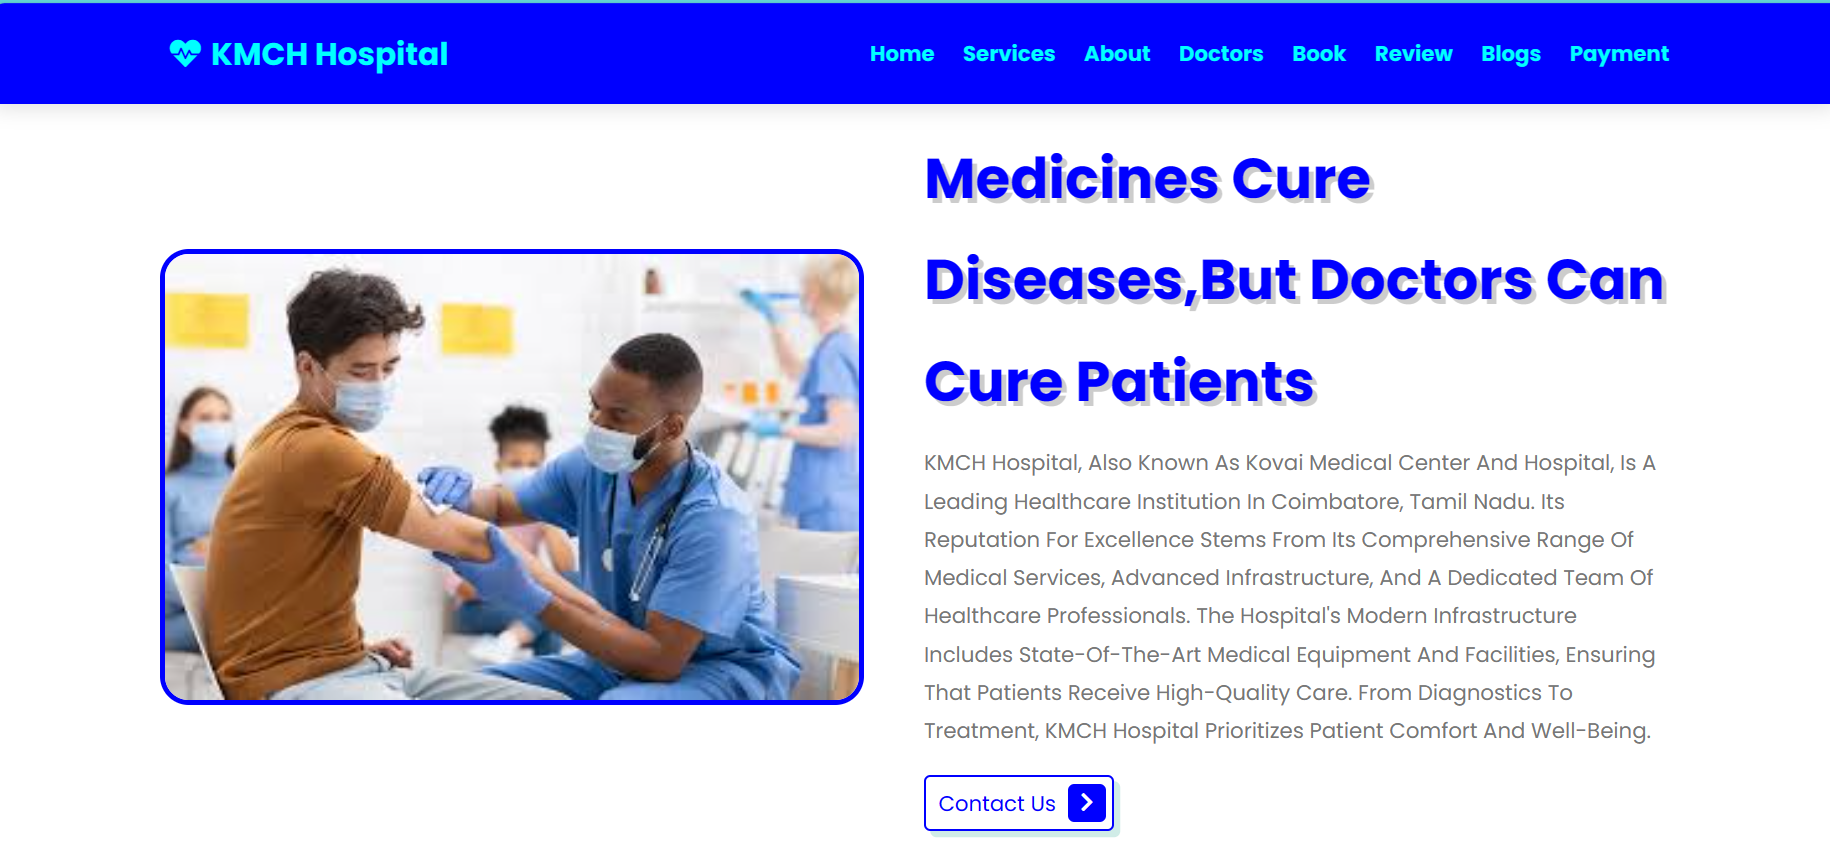 KMCH Hospital
Home Services About Doctors Book Review Blogs Payment
Medicines Cure
Diseases,But Doctors Can
Cure Patients
KMCH Hospital, Also Known As Kovai Medical Center And Hospital, Is A
Leading Healthcare Institution In Coimbatore, Tamil Nadu. Its
Reputation For Excellence Stems From Its Comprehensive Range Of
Medical Services, Advanced Infrastructure, And A Dedicated Team Of
Healthcare Professionals. The Hospital's Modern Infrastructure
Includes State-Of-The-Art Medical Equipment And Facilities, Ensuring
That Patients Receive High-Quality Care. From Diagnostics To
Treatment, KMCH Hospital Prioritizes Patient Comfort And Well-Being.
Contact Us